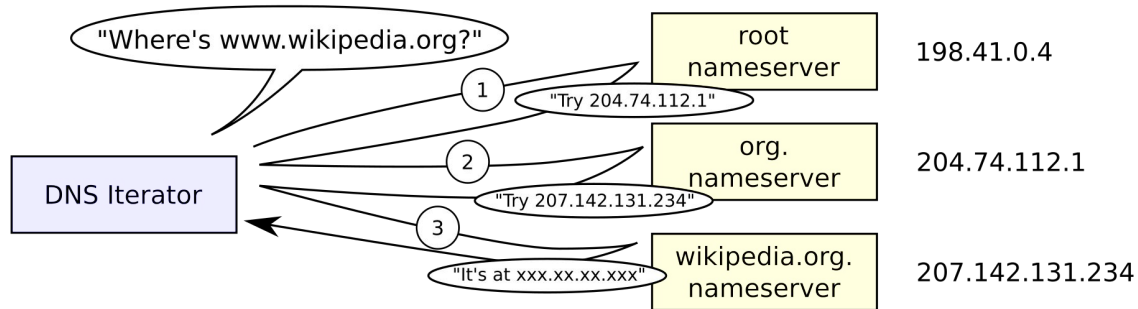 "Where's www.wikipedia.org?"
DNS Iterator
1
2
3
"Try 204.74.112.1"
"Try 207.142.131.234"
"It's at xxx.xx.xx.xxx"
root
nameserver
198.41.0.4
org.
nameserver
204.74.112.1
wikipedia.org.
nameserver
207.142.131.234